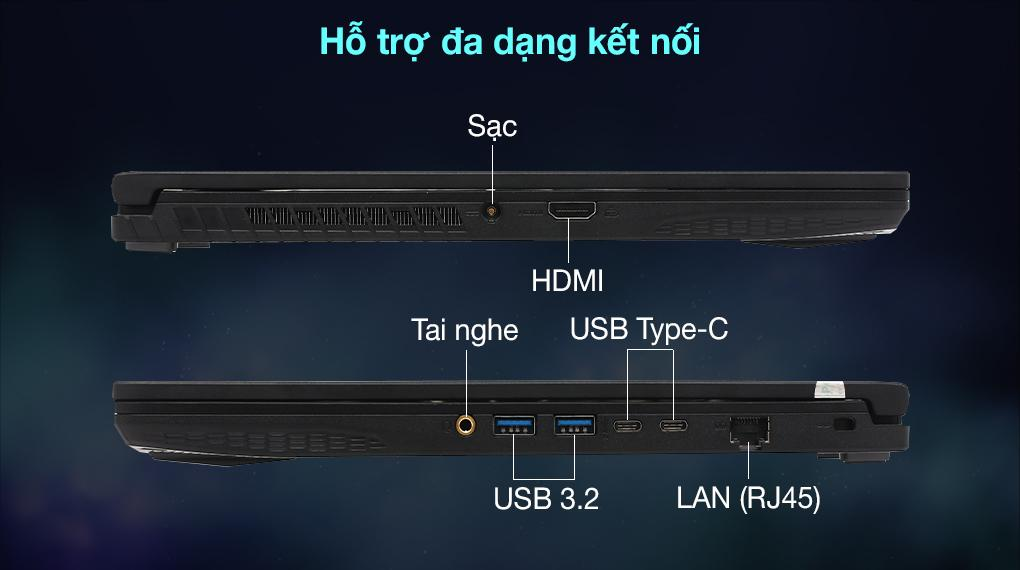 Hỗ trợ đa dạng kết nối
Sạc
HDMI
Tai nghe
USB Type-C
USB 3.2
LAN (RJ45)